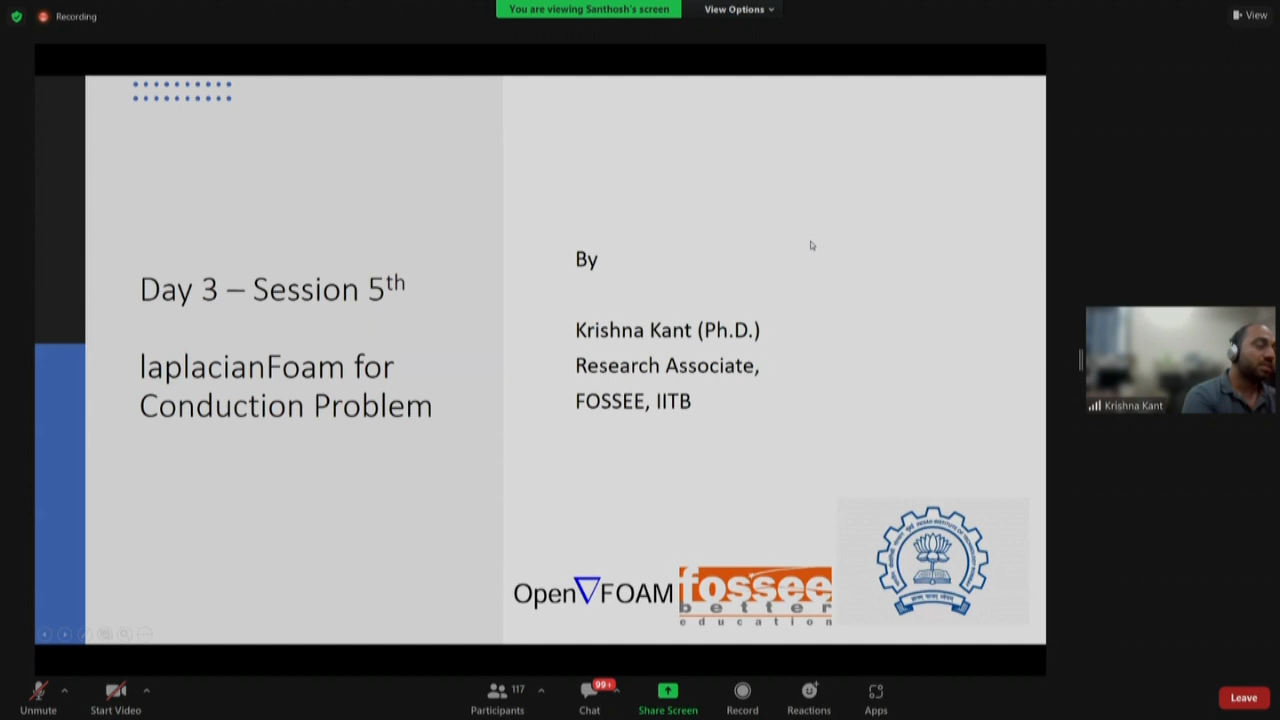 Recording
You are viewing Santhosh's screen
View Options
View
Day 3 – Session 5th
laplacianFoam for
Conduction Problem
By
Krishna Kant (Ph.D.)
Research Associate,
FOSSEE, IITB
Krishna Kant
Open FOAM
fossee
better
education
Unmute
Start Video
117
Participants
99+
Chat
Share Screen
Record
Reactions
Apps
Leave